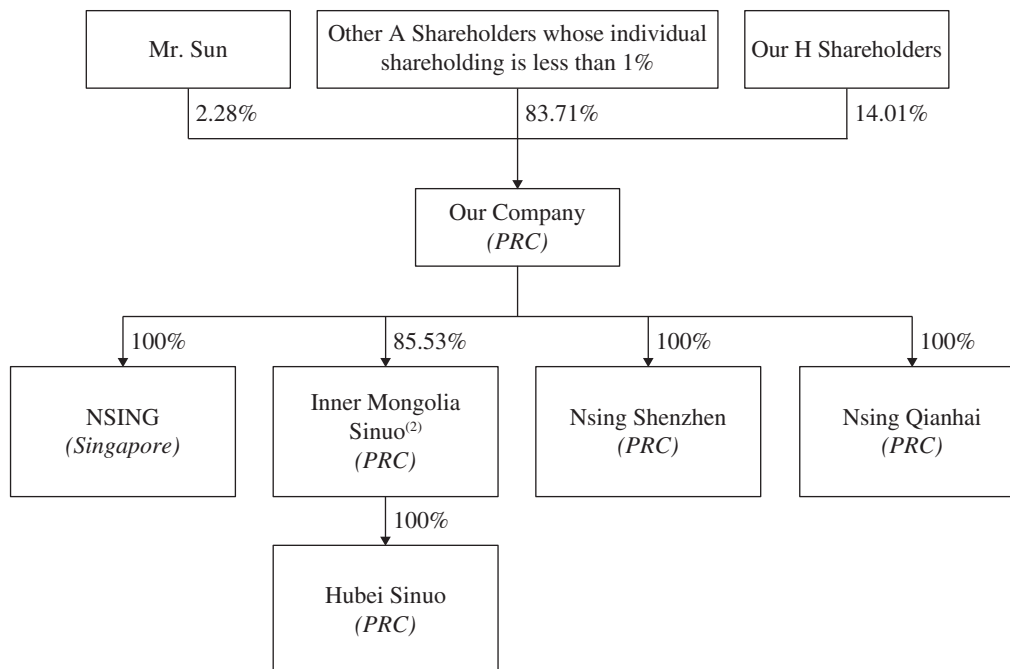 Mr. Sun
Other A Shareholders whose individual
shareholding is less than 1%
Our H Shareholders
2.28%
83.71%
14.01%
Our Company
(PRC)
100%
85.53%
100%
100%
NSING
(Singapore)
Inner Mongolia
Sinuo(2)
(PRC)
Nsing Shenzhen
(PRC)
Nsing Qianhai
(PRC)
100%
Hubei Sinuo
(PRC)